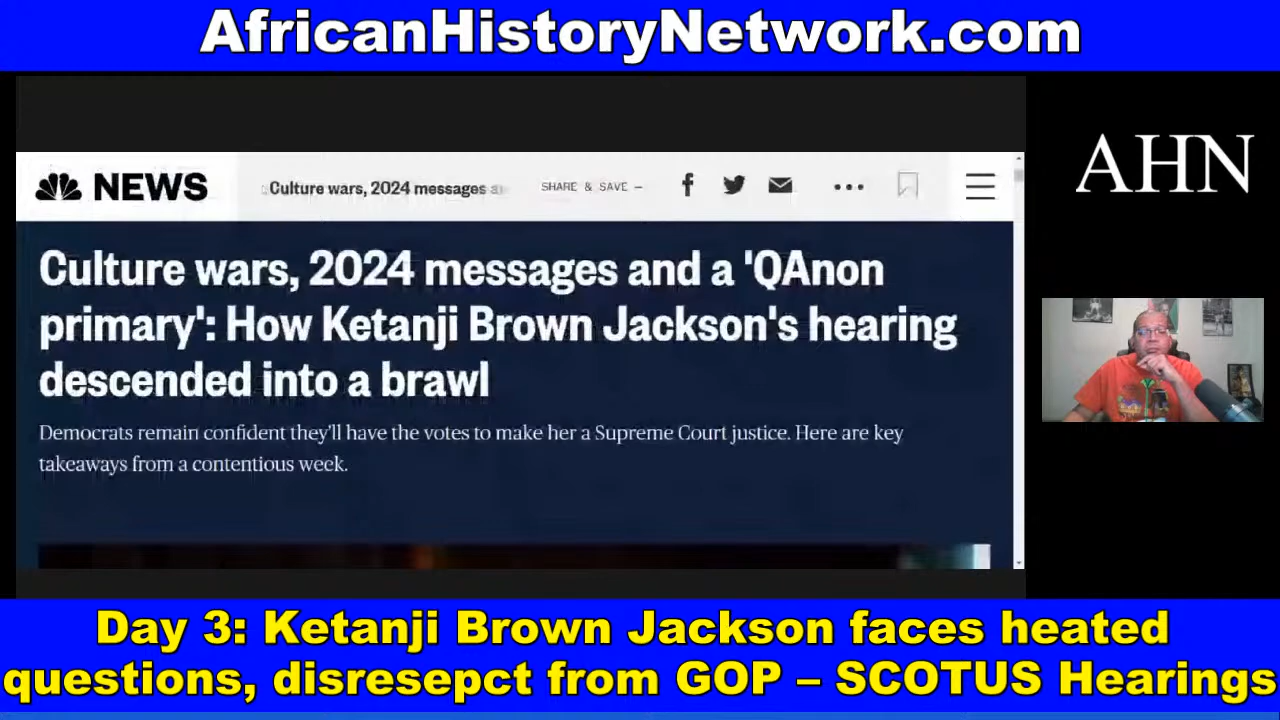 AfricanHistoryNetwork.com
AHN
NEWS Culture wars, 2024 messages SHARE & SAVE —
Culture wars, 2024 messages and a 'QAnon
primary': How Ketanji Brown Jackson's hearing
descended into a brawl
Democrats remain confident they'll have the votes to make her a Supreme Court justice. Here are key
takeaways from a contentious week.
Day 3: Ketanji Brown Jackson faces heated
questions, disresepct from GOP – SCOTUS Hearings